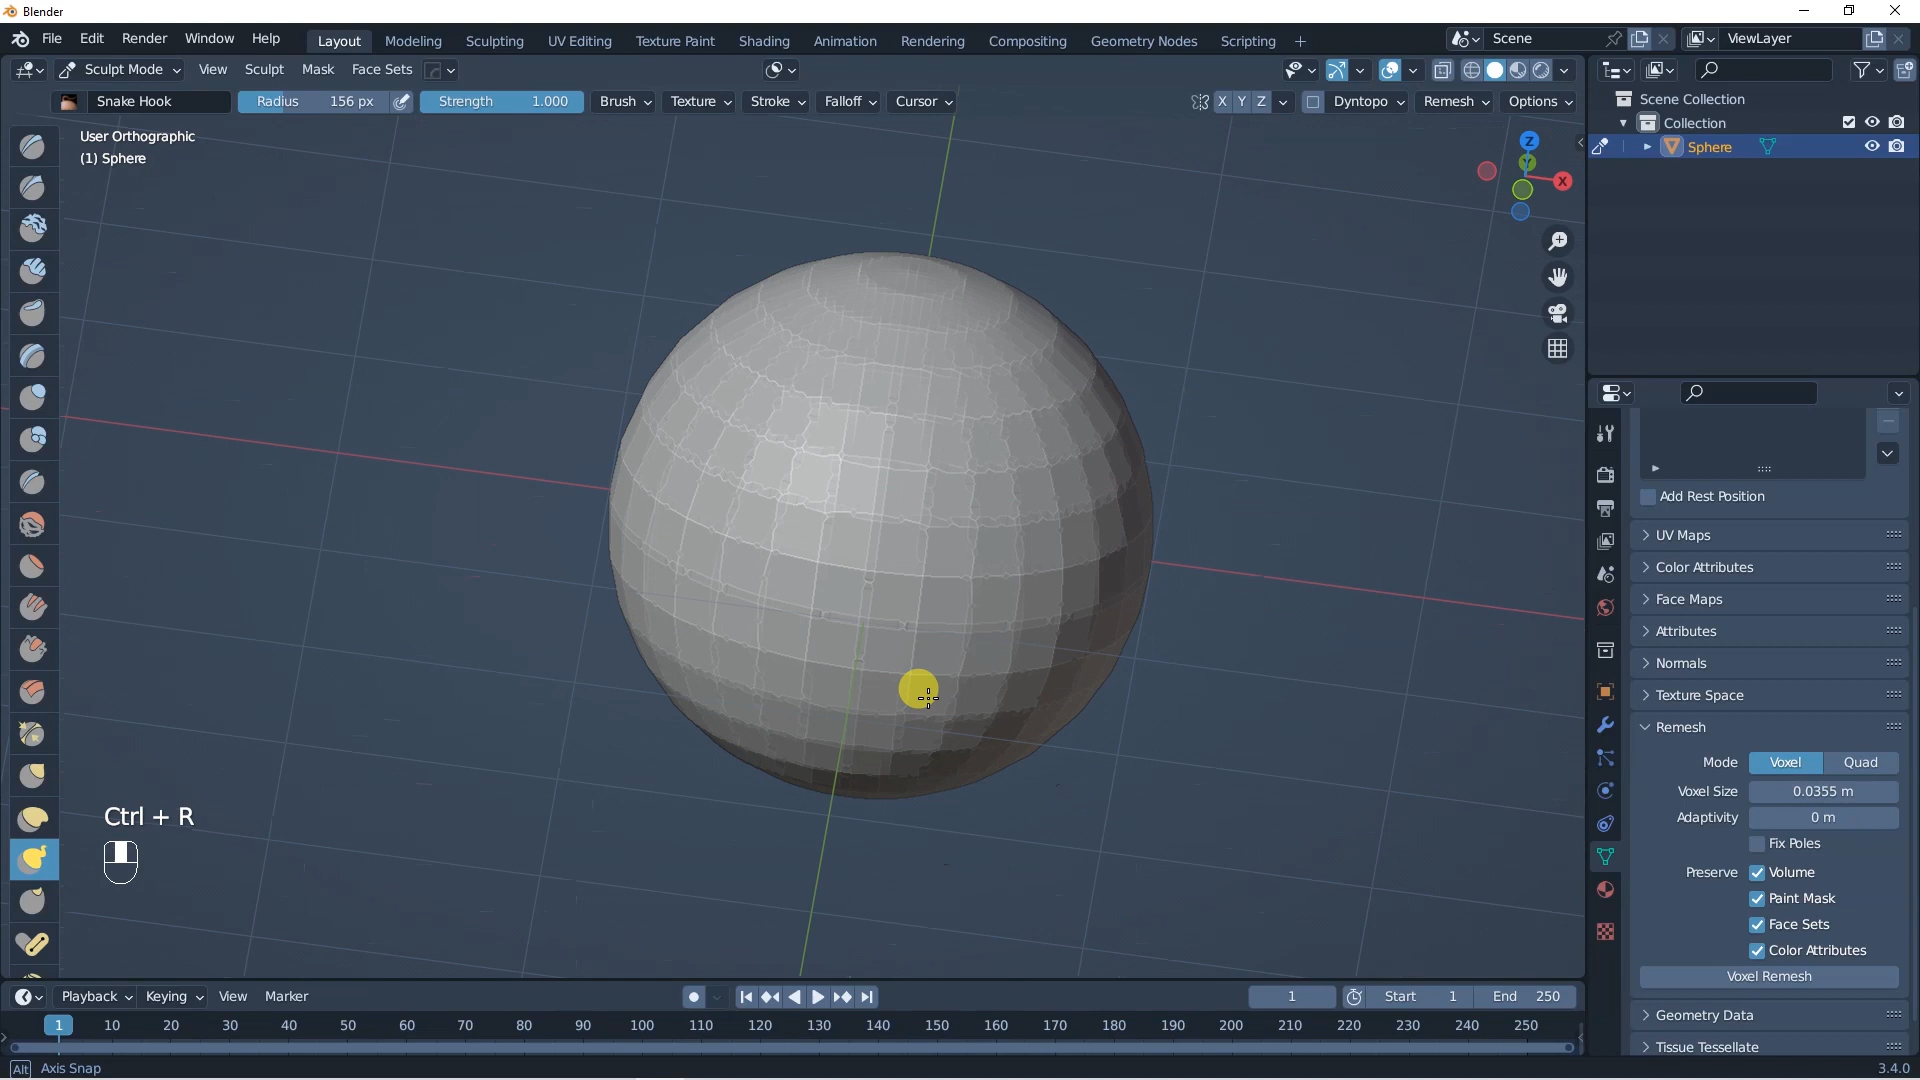 Blender
File Edit Render Window Help Layout Modeling Sculpting UV Editing Texture Paint Shading Animation Rendering Compositing Geometry Nodes Scripting + Scene ViewLayer
Sculpt Mode View Sculpt Mask Face Sets
Snake Hook Radius 156 px Strength 1.000 Brush Texture Stroke Falloff Cursor X Y Z Dyntopo Remesh Options
User Orthographic
(1) Sphere
Z
Y
X
Scene Collection
Collection
Sphere
Add Rest Position
UV Maps
Color Attributes
Face Maps
Attributes
Normals
Texture Space
Remesh
Mode Voxel Quad
Voxel Size 0.0355 m
Adaptivity 0 m
Fix Poles
Preserve Volume
Paint Mask
Face Sets
Color Attributes
Voxel Remesh
Geometry Data
Tissue Tessellate
Ctrl + R
Playback Keying View Marker 1 Start 1 End 250
1 10 20 30 40 50 60 70 80 90 100 110 120 130 140 150 160 170 180 190 200 210 220 230 240 250
Alt Axis Snap 3.4.0